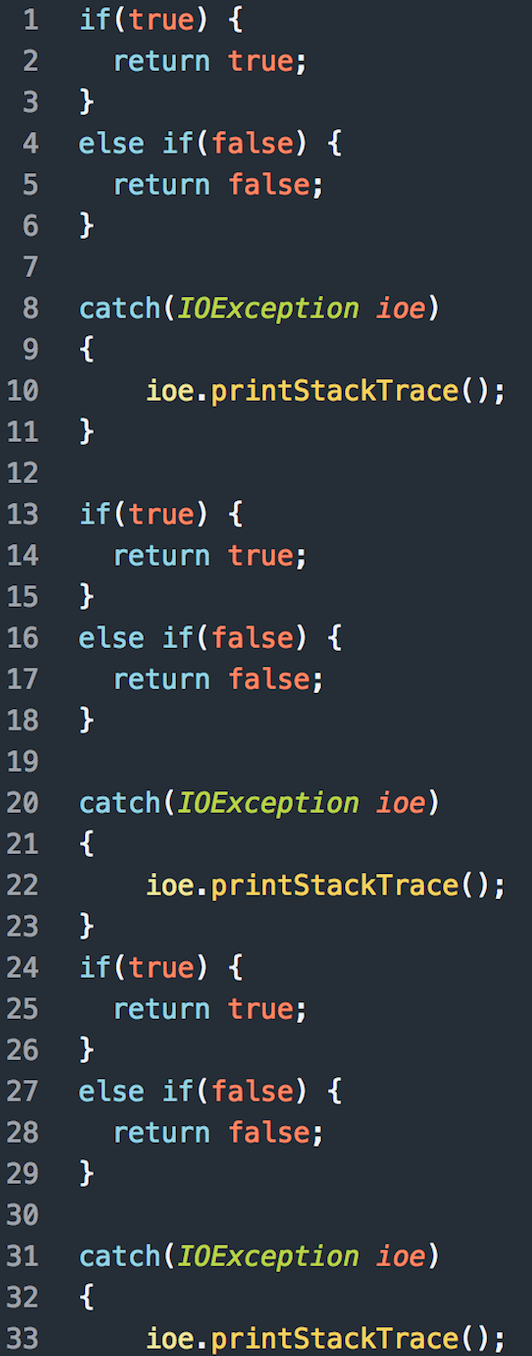 1 if(true) {
2   return true;
3 }
4 else if(false) {
5   return false;
6 }
7
8 catch(IOException ioe)
9 {
10     ioe.printStackTrace();
11 }
12
13 if(true) {
14   return true;
15 }
16 else if(false) {
17   return false;
18 }
19
20 catch(IOException ioe)
21 {
22     ioe.printStackTrace();
23 }
24 if(true) {
25   return true;
26 }
27 else if(false) {
28   return false;
29 }
30
31 catch(IOException ioe)
32 {
33     ioe.printStackTrace();